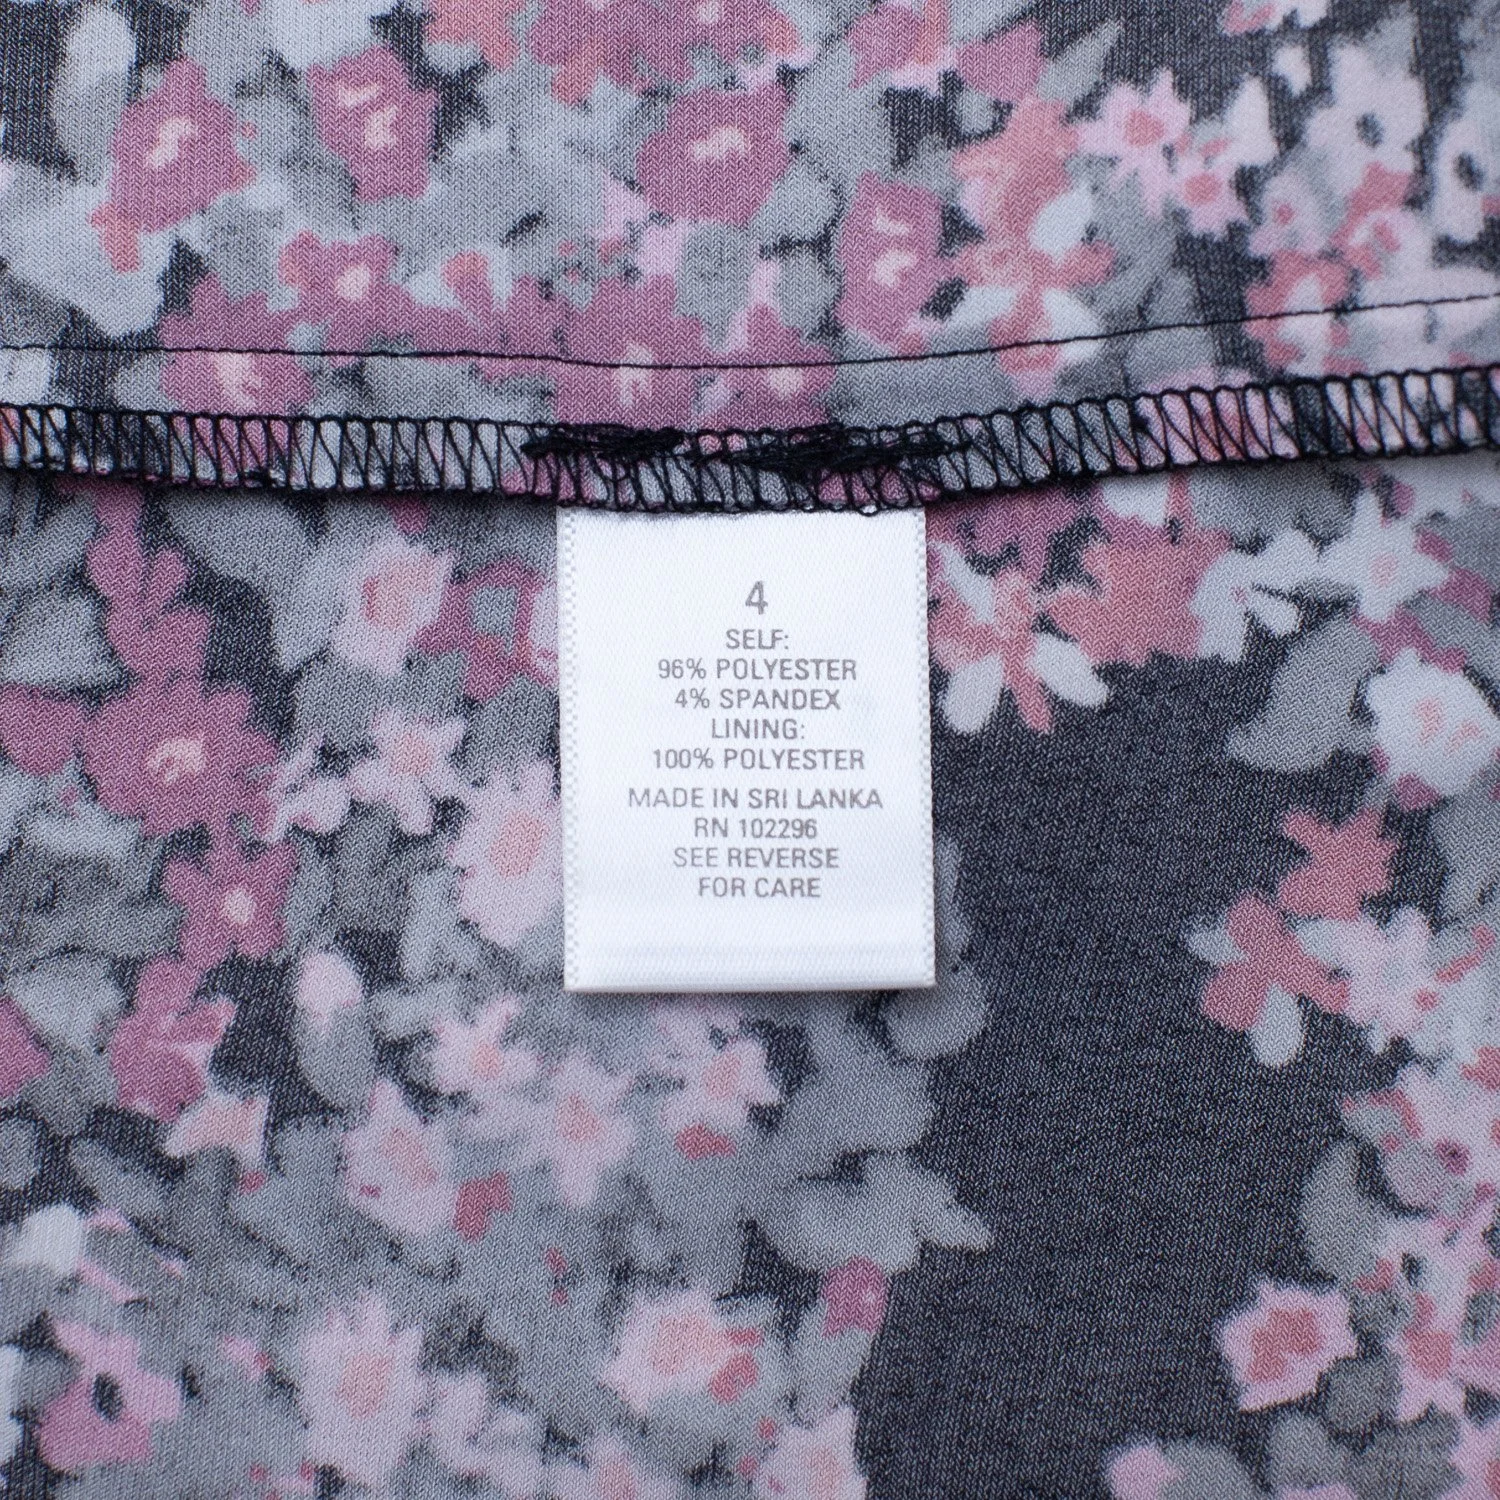 4
SELF:
96% POLYESTER
4% SPANDEX
LINING:
100% POLYESTER
MADE IN SRI LANKA
RN 102296
SEE REVERSE
FOR CARE